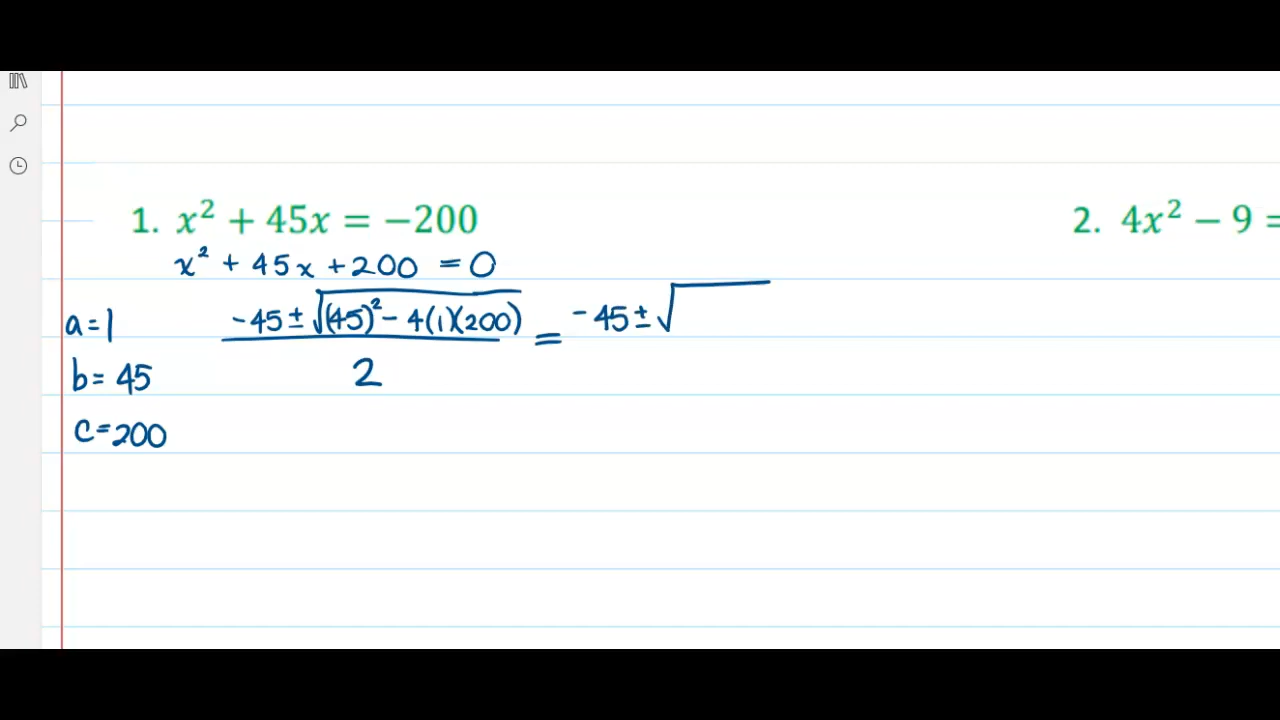 1. x² + 45x = −200
2. 4x² − 9 =
x² + 45x + 200 = 0
a = 1
-45 ± √(45)² - 4(1)(200) = -45 ± √
b = 45
2
c = 200